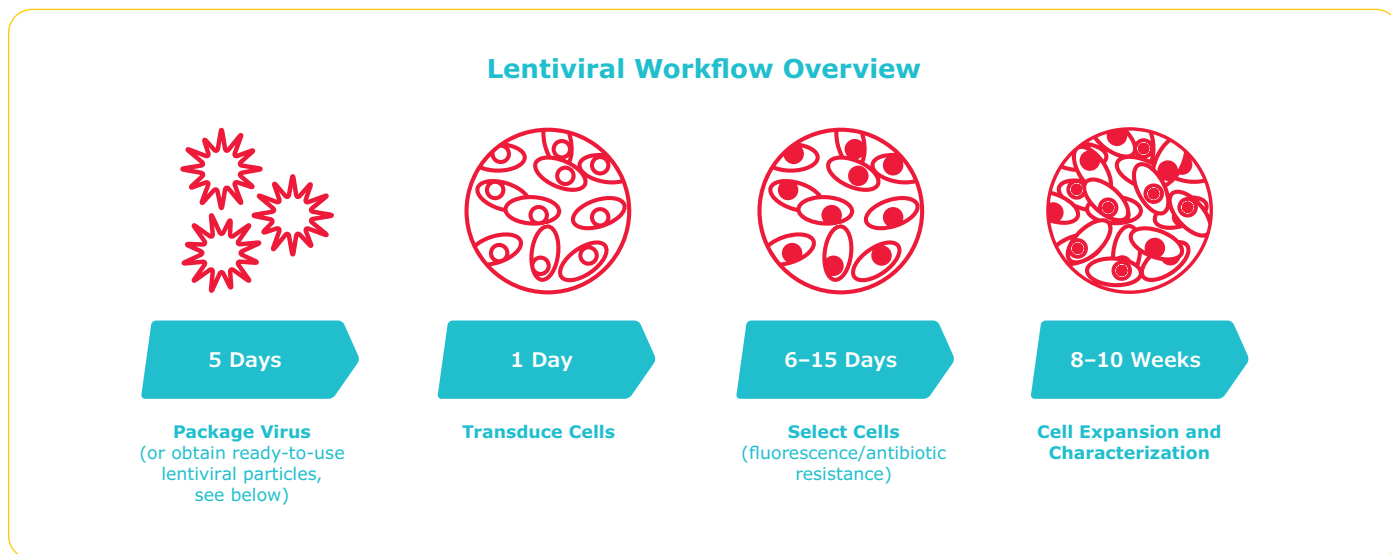 Lentiviral Workflow Overview
5 Days
1 Day
6–15 Days
8–10 Weeks
Package Virus
(or obtain ready-to-use
lentiviral particles,
see below)
Transduce Cells
Select Cells
(fluorescence/antibiotic
resistance)
Cell Expansion and
Characterization